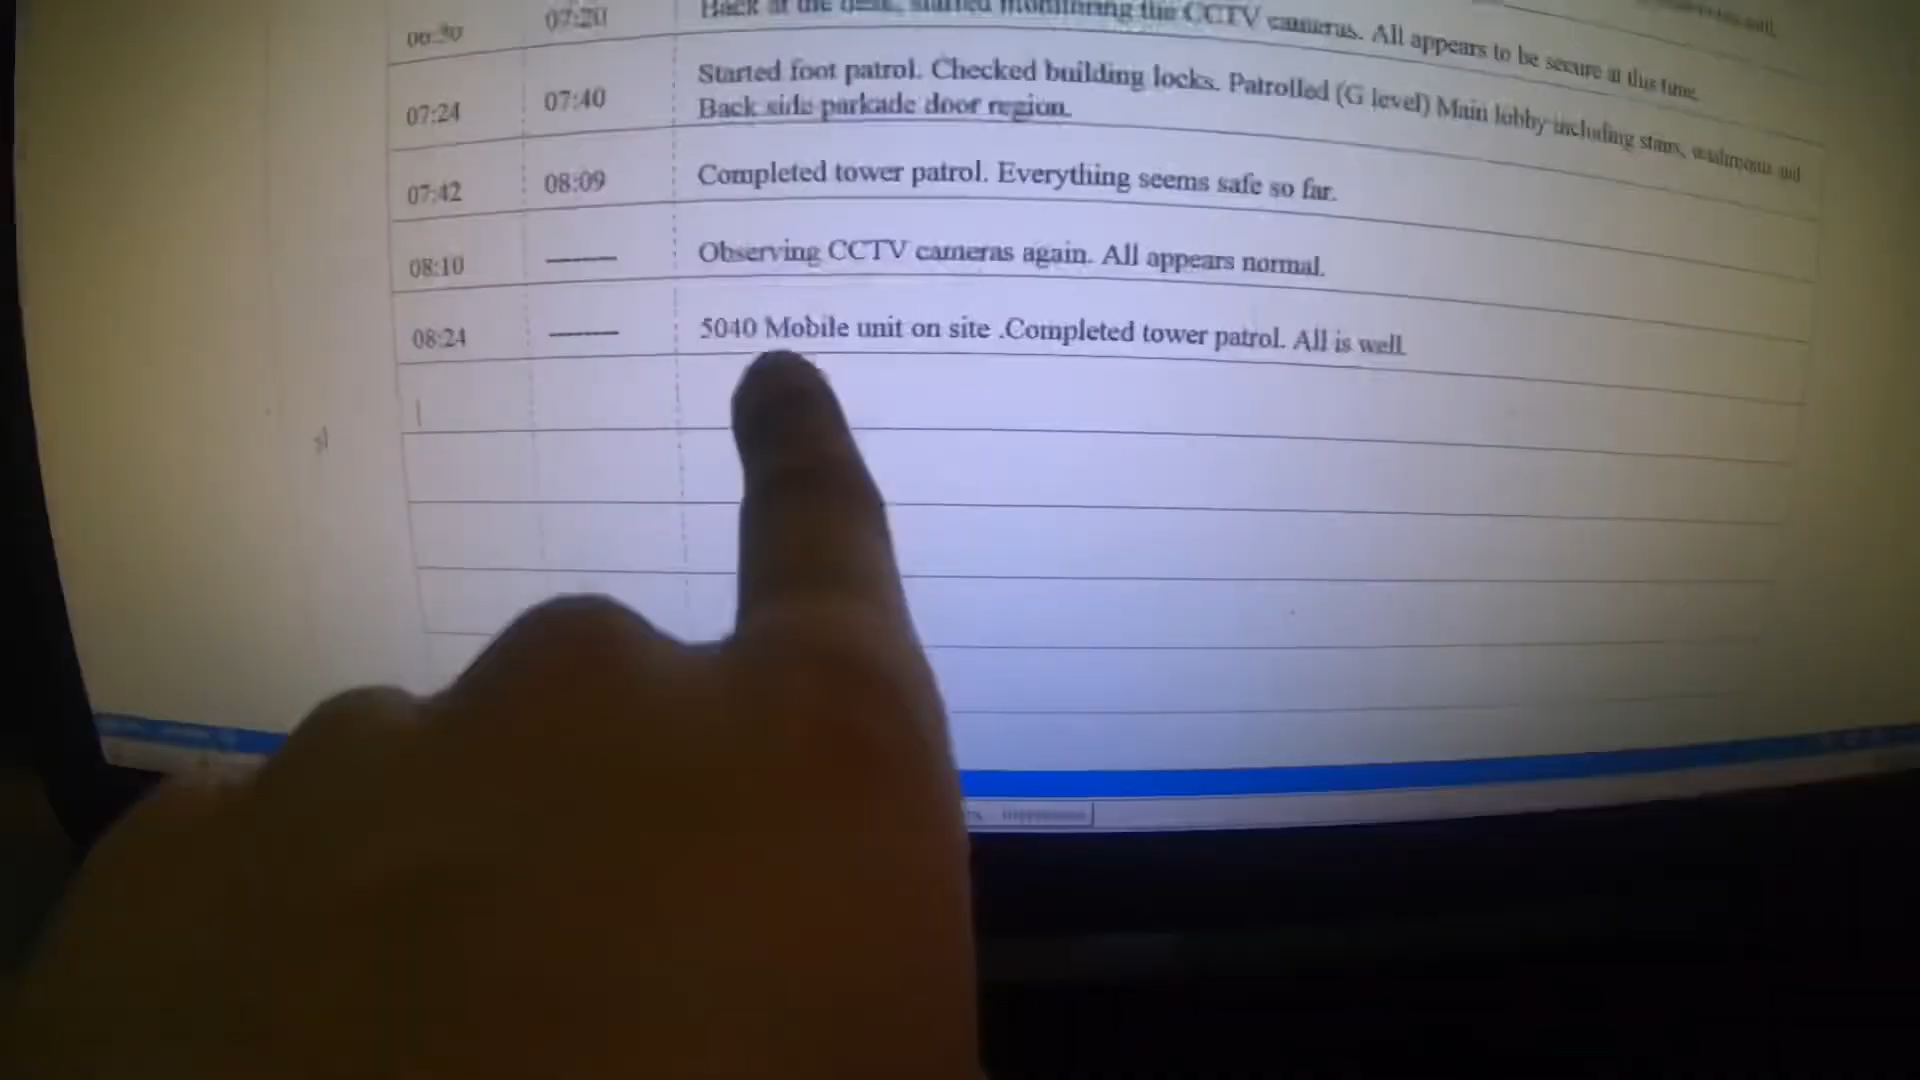 07:20 Back at the desk, started monitoring the CCTV cameras. All appears to be secure at this time.
07:24 07:40 Started foot patrol. Checked building locks. Patrolled (G level) Main lobby including stairs, washrooms and
Back side parkade door region.
07:42 08:09 Completed tower patrol. Everything seems safe so far.
08:10 Observing CCTV cameras again. All appears normal.
08:24 5040 Mobile unit on site .Completed tower patrol. All is well.